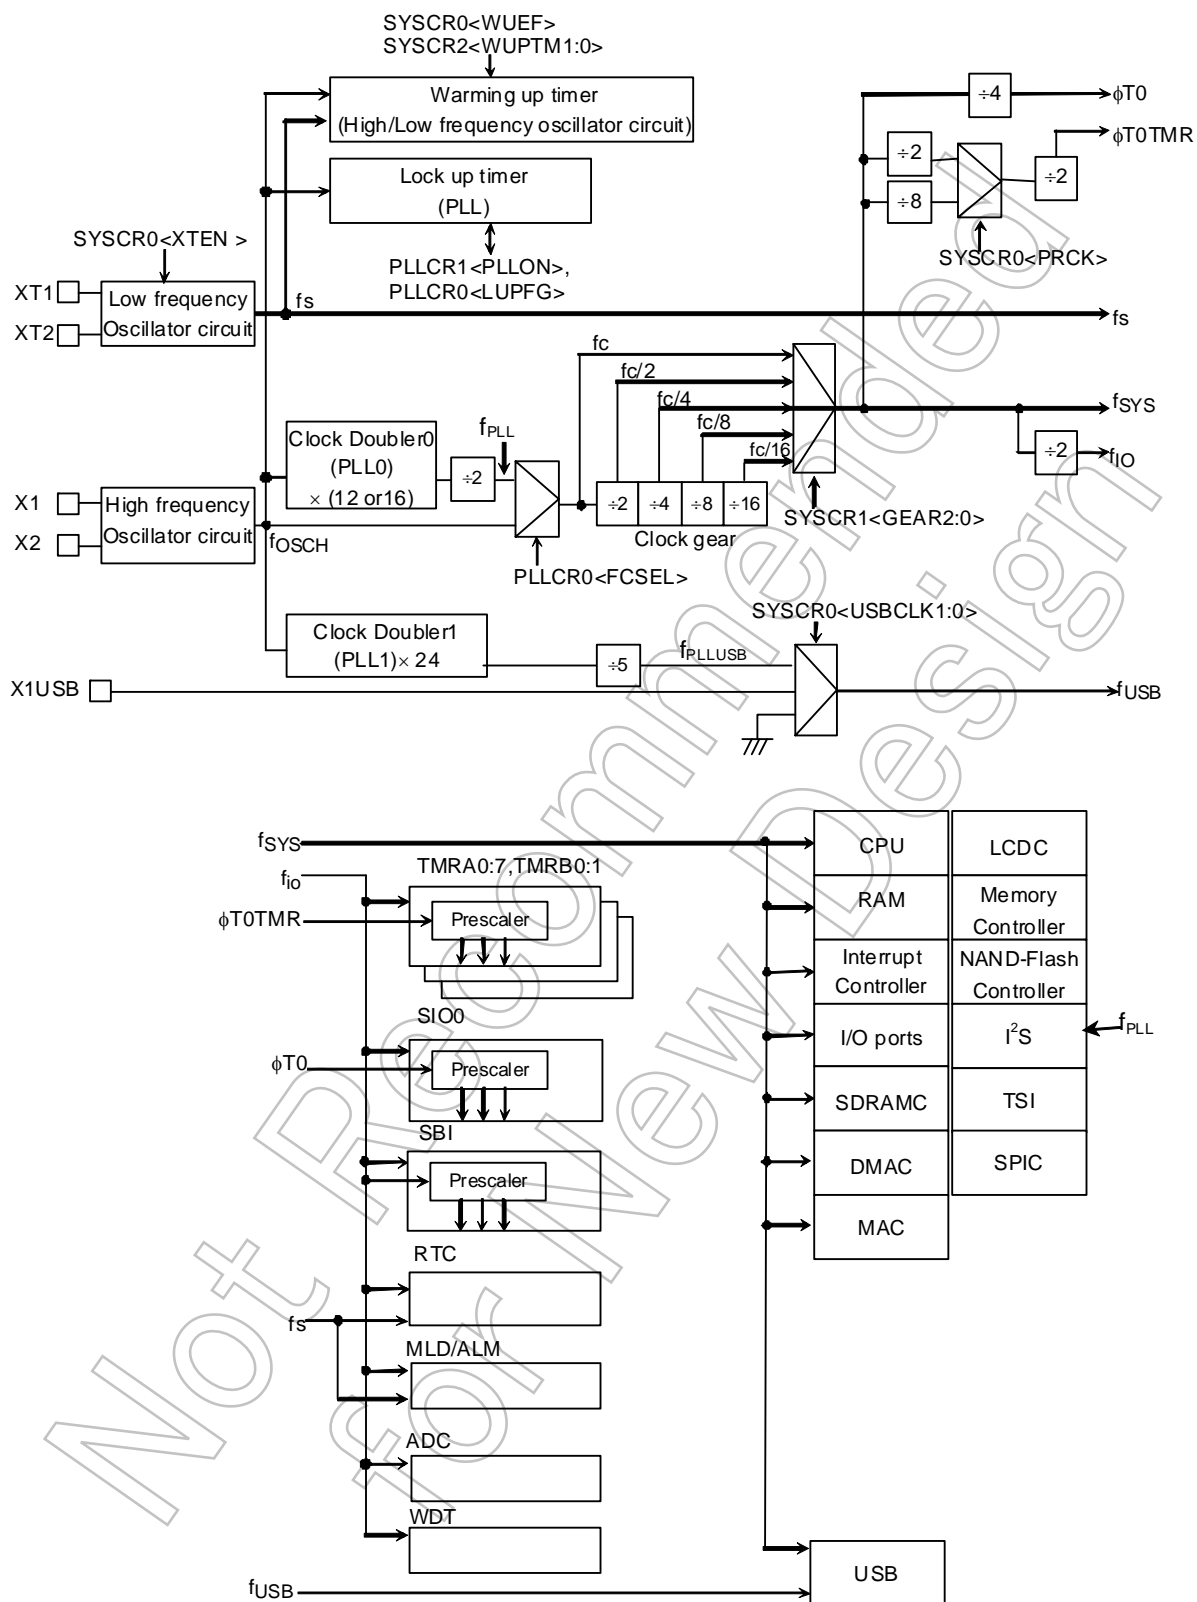 SYSCR0<WUEF>
SYSCR2<WUPTM1:0>
Warming up timer
(High/Low frequency oscillator circuit)
÷4
ϕT0
ϕT0TMR
÷2
÷2
÷8
Lock up timer
(PLL)
SYSCR0<XTEN >
SYSCR0<PRCK>
PLLCR1<PLLON>,
PLLCR0<LUPFG>
XT1
Low frequency
fs
XT2
Oscillator circuit
fs
fc
fc/2
fc/4
fSYS
fc/8
Clock Doubler0
fPLL
(PLL0)
fc/16
÷2
fIO
÷2
× (12 or16)
X1
High frequency
÷2
÷4
÷8
÷16
SYSCR1<GEAR2:0>
X2
Oscillator circuit
fOSCH
Clock gear
PLLCR0<FCSEL>
SYSCR0<USBCLK1:0>
Clock Doubler1
(PLL1)× 24
÷5
fPLLUSB
X1USB
fUSB
fSYS
CPU
LCDC
TMRA0:7,TMRB0:1
fio
RAM
Memory
Controller
ϕT0TMR
Prescaler
Interrupt
Controller
NAND-Flash
Controller
SIO0
I/O ports
I2S
fPLL
ϕT0
Prescaler
SDRAMC
TSI
SBI
DMAC
SPIC
Prescaler
MAC
RTC
fs
MLD/ALM
ADC
WDT
USB
fUSB
Not Recommended
for New Design